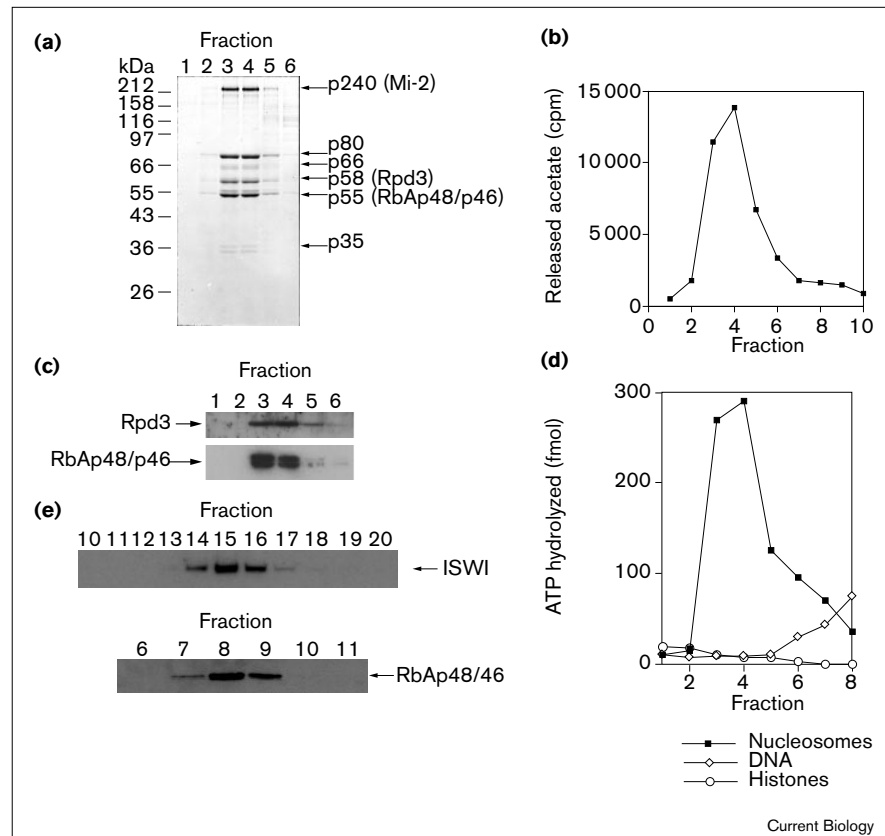 (a)
Fraction
kDa 1 2 3 4 5 6
212
158
116
97
66
55
43
36
26
p240 (Mi-2)
p80
p66
p58 (Rpd3)
p55 (RbAp48/p46)
p35
(b)
Released acetate (cpm)
15 000
10 000
5 000
0
0 2 4 6 8 10
Fraction
(c)
Fraction
1 2 3 4 5 6
Rpd3
RbAp48/p46
(d)
ATP hydrolyzed (fmol)
300
200
100
0
2 4 6 8
Fraction
Nucleosomes
DNA
Histones
(e)
Fraction
10 11 12 13 14 15 16 17 18 19 20
ISWI
Fraction
6 7 8 9 10 11
RbAp48/46
Current Biology